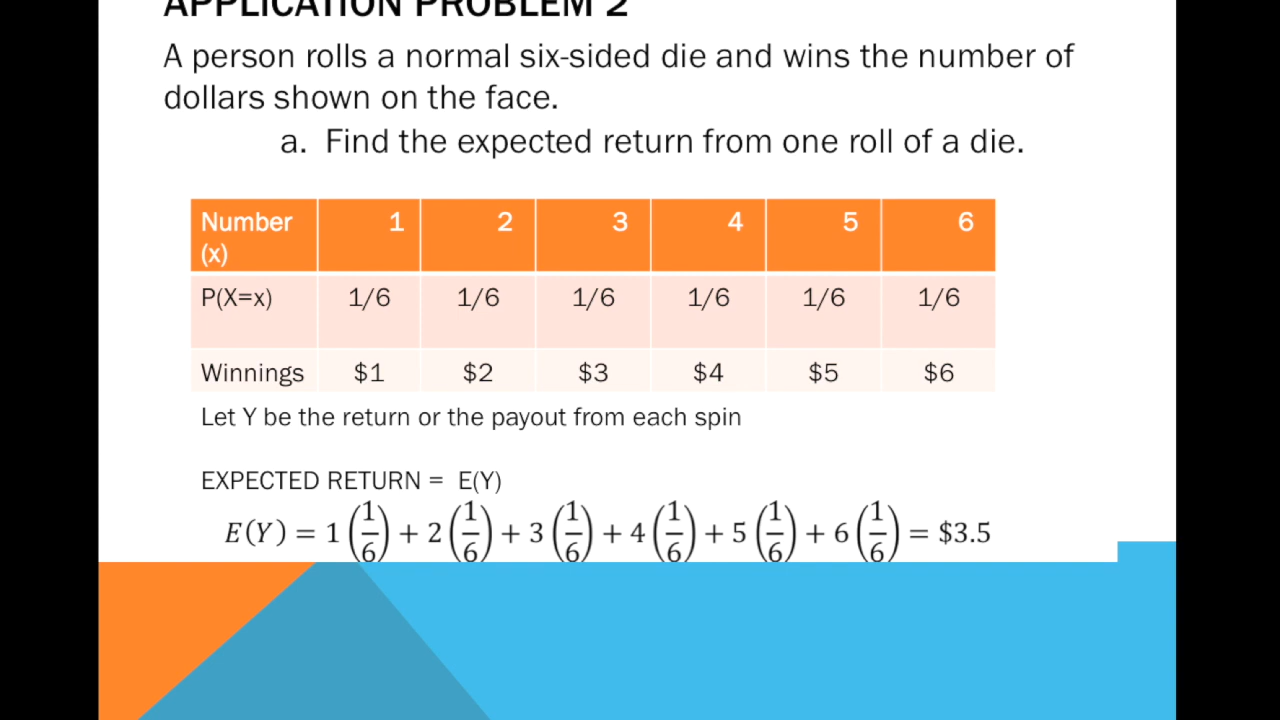 APPLICATION PROBLEM 2
A person rolls a normal six-sided die and wins the number of
dollars shown on the face.
a. Find the expected return from one roll of a die.
Number (x) 1 2 3 4 5 6
P(X=x) 1/6 1/6 1/6 1/6 1/6 1/6
Winnings $1 $2 $3 $4 $5 $6
Let Y be the return or the payout from each spin
EXPECTED RETURN = E(Y)
E(Y) = 1(1/6) + 2(1/6) + 3(1/6) + 4(1/6) + 5(1/6) + 6(1/6) = $3.5